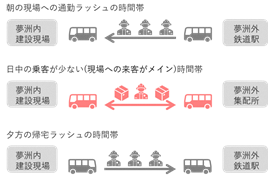 朝の現場への通勤ラッシュの時間帯
夢洲内
建設現場
夢洲外
鉄道駅
日中の乗客が少ない(現場への来客がメイン)時間帯
夢洲内
建設現場
夢洲外
集配所
夕方の帰宅ラッシュの時間帯
夢洲内
建設現場
夢洲外
鉄道駅